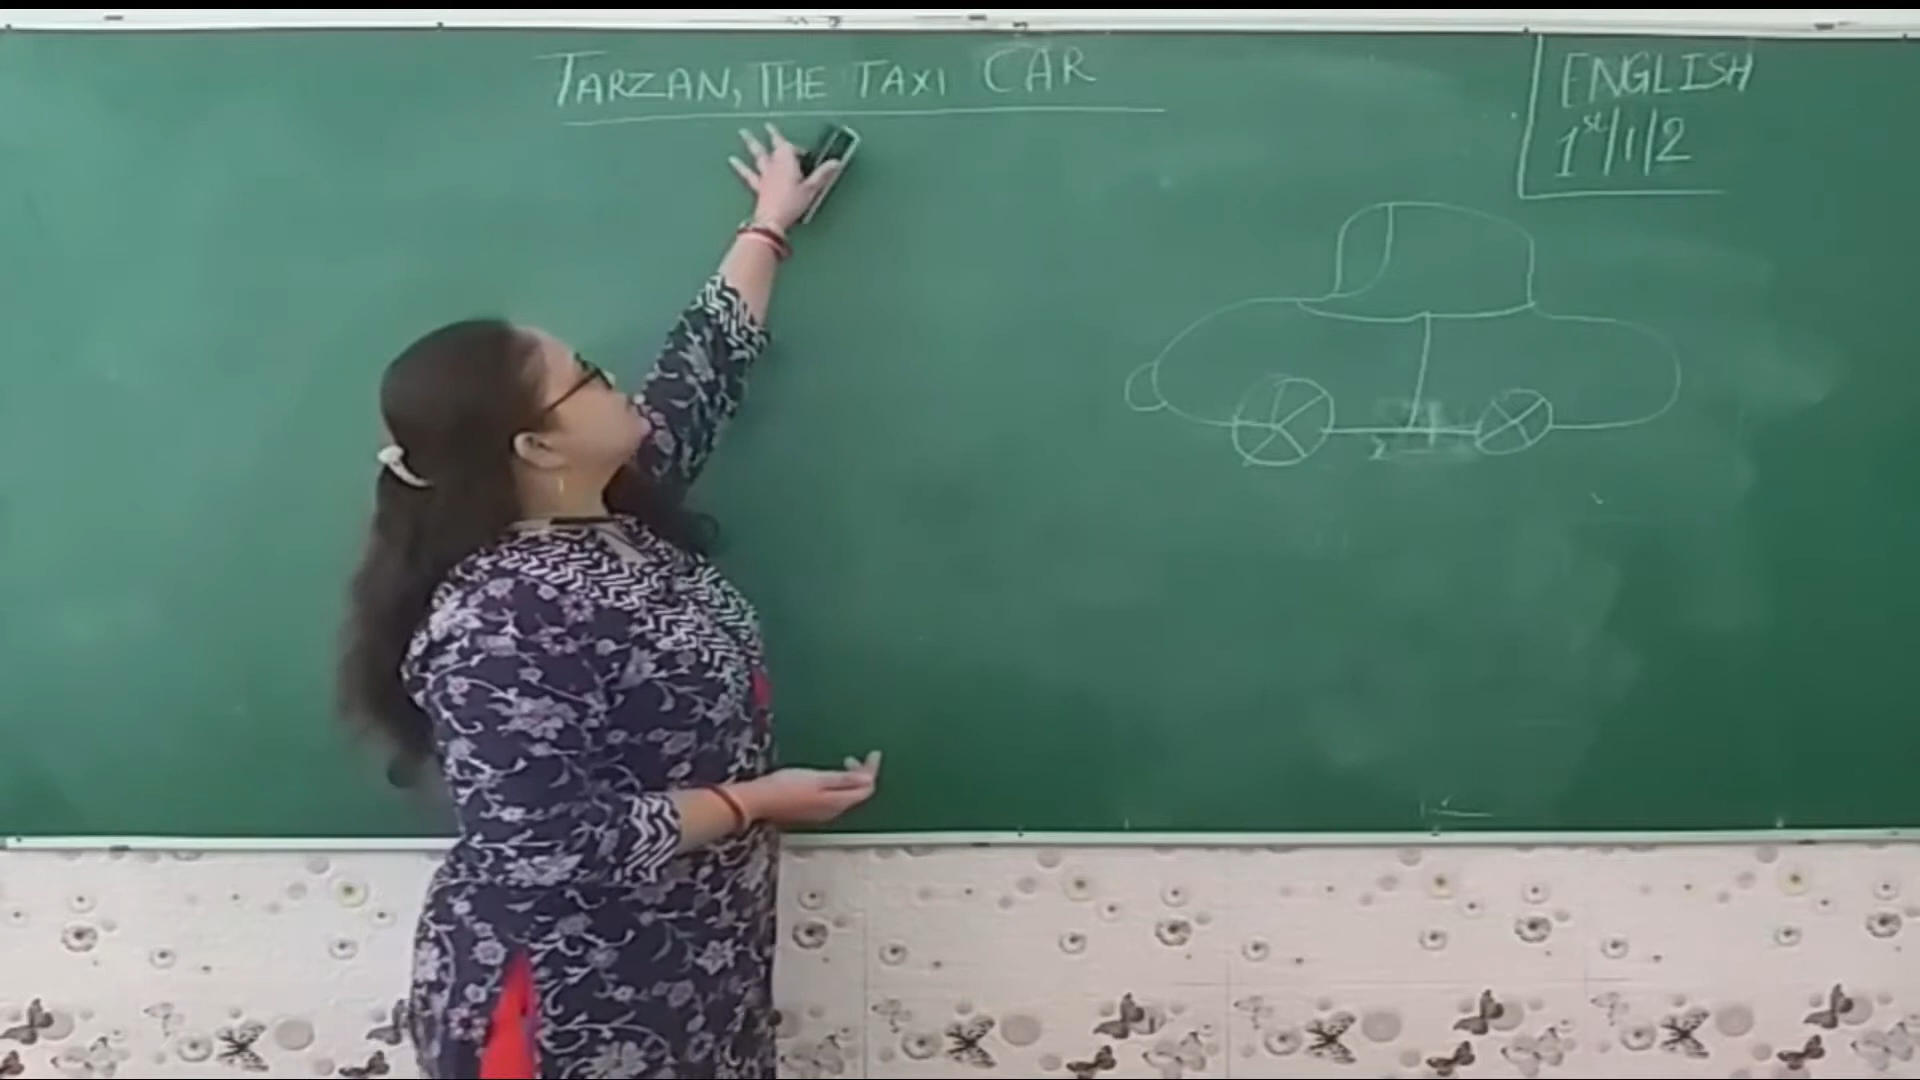 TARZAN, THE TAXI CAR
ENGLISH
1st/1/2